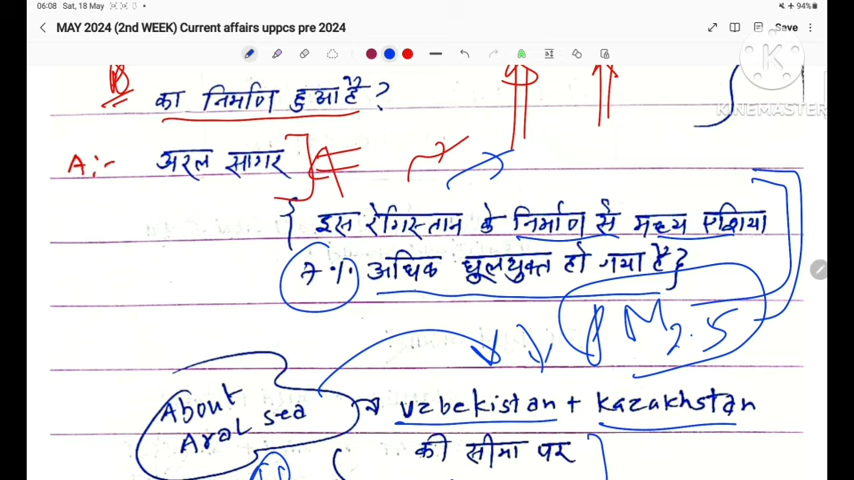 06:08 Sat, 18 May
94%
MAY 2024 (2nd WEEK) Current affairs uppcs pre 2024
Save
K
KINEMASTER
का निर्माण हुआ है ?
A:- अरल सागर
{ इस रेगिस्तान के निर्माण से मध्य एशिया
7 % अधिक धूलयुक्त हो गया है }
PM2.5
About
Aral sea
→ Uzbekistan + Kazakhstan
की सीमा पर